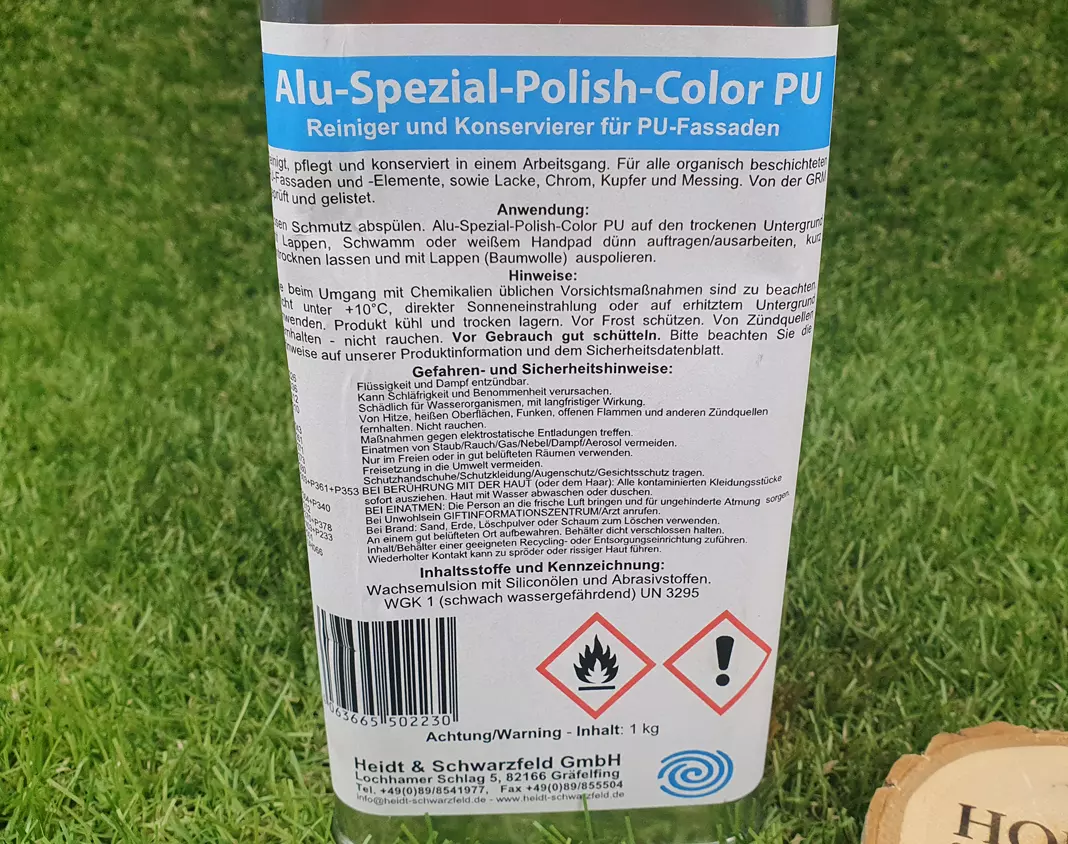 Alu-Spezial-Polish-Color PU
Reiniger und Konservierer für PU-Fassaden
nigt, pflegt und konserviert in einem Arbeitsgang. Für alle organisch beschichteten
-Fassaden und -Elemente, sowie Lacke, Chrom, Kupfer und Messing. Von der GRM
rüft und gelistet.
Anwendung:
sen Schmutz abspülen. Alu-Spezial-Polish-Color PU auf den trockenen Untergrund
Lappen, Schwamm oder weißem Handpad dünn auftragen/ausarbeiten, kurz
trocknen lassen und mit Lappen (Baumwolle) auspolieren.
Hinweise:
e beim Umgang mit Chemikalien üblichen Vorsichtsmaßnahmen sind zu beachten.
cht unter +10°C, direkter Sonneneinstrahlung oder auf erhitztem Untergrund
wenden. Produkt kühl und trocken lagern. Vor Frost schützen. Von Zündquellen
rnhalten - nicht rauchen. Vor Gebrauch gut schütteln. Bitte beachten Sie die
nweise auf unserer Produktinformation und dem Sicherheitsdatenblatt.
Gefahren- und Sicherheitshinweise:
Flüssigkeit und Dampf entzündbar.
Kann Schläfrigkeit und Benommenheit verursachen.
Schädlich für Wasserorganismen, mit langfristiger Wirkung.
Von Hitze, heißen Oberflächen, Funken, offenen Flammen und anderen Zündquellen
fernhalten. Nicht rauchen.
Maßnahmen gegen elektrostatische Entladungen treffen.
Einatmen von Staub/Rauch/Gas/Nebel/Dampf/Aerosol vermeiden.
Nur im Freien oder in gut belüfteten Räumen verwenden.
Freisetzung in die Umwelt vermeiden.
Schutzhandschuhe/Schutzkleidung/Augenschutz/Gesichtsschutz tragen.
+P361+P353 BEI BERÜHRUNG MIT DER HAUT (oder dem Haar): Alle kontaminierten Kleidungsstücke
sofort ausziehen. Haut mit Wasser abwaschen oder duschen.
+P340 BEI EINATMEN: Die Person an die frische Luft bringen und für ungehinderte Atmung sorgen.
Bei Unwohlsein GIFTINFORMATIONSZENTRUM/Arzt anrufen.
+P378 Bei Brand: Sand, Erde, Löschpulver oder Schaum zum Löschen verwenden.
+P233 An einem gut belüfteten Ort aufbewahren. Behälter dicht verschlossen halten.
Inhalt/Behälter einer geeigneten Recycling- oder Entsorgungseinrichtung zuführen.
Wiederholter Kontakt kann zu spröder oder rissiger Haut führen.
Inhaltsstoffe und Kennzeichnung:
Wachsemulsion mit Siliconölen und Abrasivstoffen.
WGK 1 (schwach wassergefährdend) UN 3295
063665 502230
Achtung/Warning - Inhalt: 1 kg
Heidt & Schwarzfeld GmbH
Lochhamer Schlag 5, 82166 Gräfelfing
Tel. +49(0)89/8541977, Fax +49(0)89/855504
info@heidt-schwarzfeld.de - www.heidt-schwarzfeld.de
HO